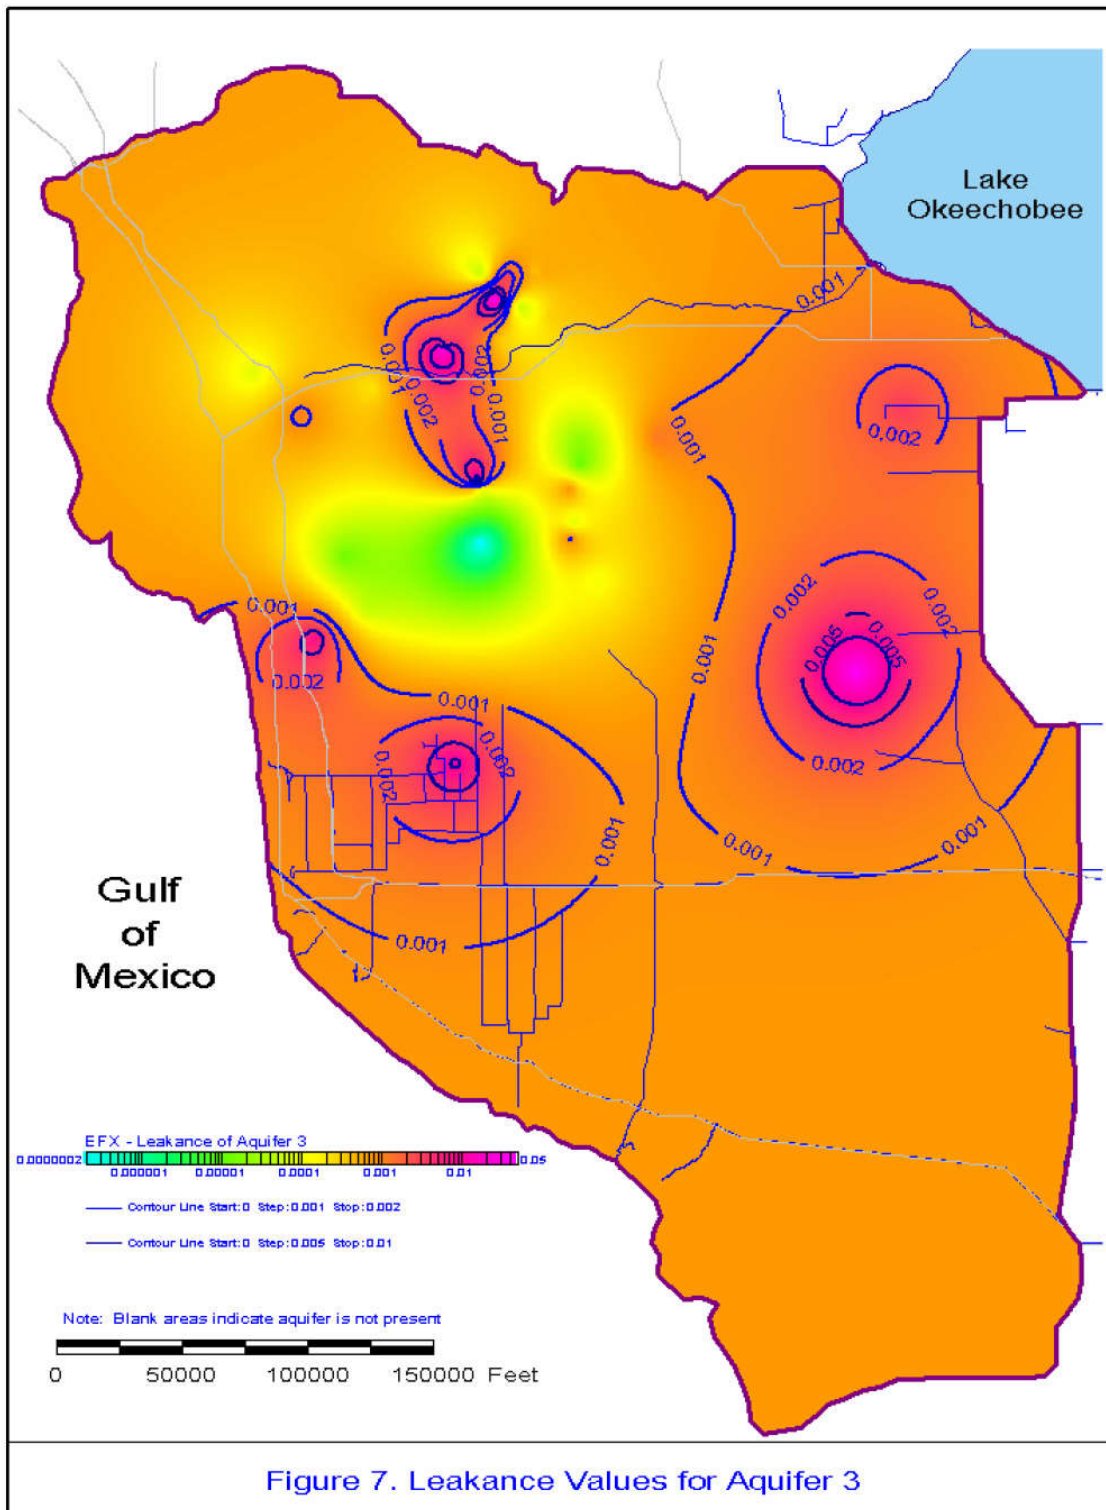 Lake
Okeechobee
0.001
0.002
0.001
0.002
0.001
0.002
0.001
0.002
0.001
0.002
0.002
0.005
0.005
0.001
0.001
0.002
0.001
0.002
0.002
0.002
0.001
0.001
0.001
0.001
Gulf
of
Mexico
EFX - Leakance of Aquifer 3
0.0000002 0.05
0.000001 0.00001 0.0001 0.001 0.01
Contour Line Start:0 Step:0.001 Stop:0.002
Contour Line Start:0 Step:0.005 Stop:0.01
Note: Blank areas indicate aquifer is not present
0 50000 100000 150000 Feet
Figure 7. Leakance Values for Aquifer 3